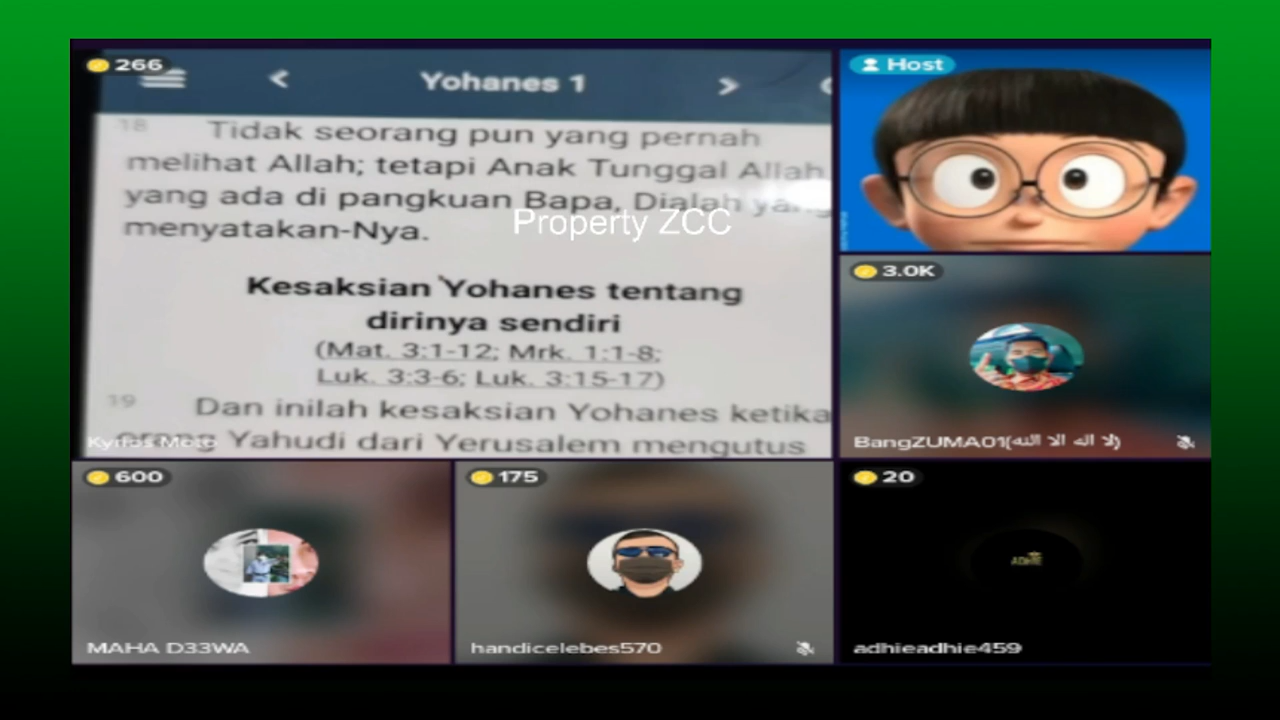 266
Yohanes 1
18 Tidak seorang pun yang pernah
melihat Allah; tetapi Anak Tunggal Allah
yang ada di pangkuan Bapa, Dialah yang
menyatakan-Nya.
Property ZCC
Kesaksian Yohanes tentang
dirinya sendiri
(Mat. 3:1-12; Mrk. 1:1-8;
Luk. 3:3-6; Luk. 3:15-17)
19 Dan inilah kesaksian Yohanes ketika
orang Yahudi dari Yerusalem mengutus
Host
3.0K
BangZUMA01(لا اله الا الله)
600
MAHA D33WA
175
handicelebes570
20
ADHIE
adhieadhie459